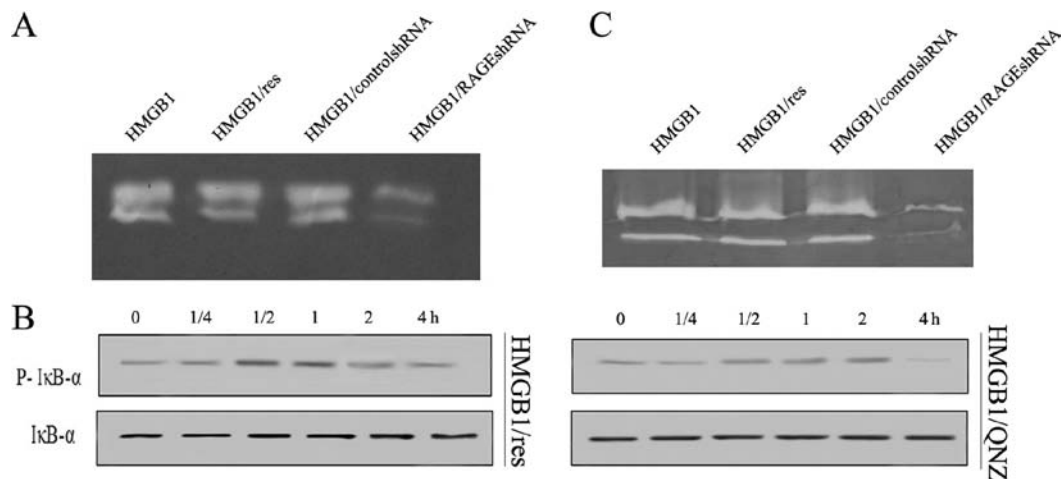 A
HMGB1
HMGB1/res
HMGB1/controlshRNA
HMGB1/RAGEshRNA
C
HMGB1
HMGB1/res
HMGB1/controlshRNA
HMGB1/RAGEshRNA
B
0 1/4 1/2 1 2 4 h
P- IκB-α
IκB-α
HMGB1/res
0 1/4 1/2 1 2 4 h
HMGB1/QNZ